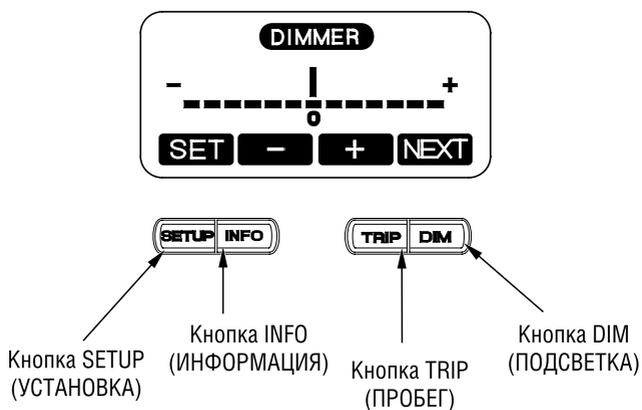 DIMMER
- +
0
SET - + NEXT
SETUP INFO TRIP DIM
Кнопка SETUP
(УСТАНОВКА)
Кнопка INFO
(ИНФОРМАЦИЯ)
Кнопка TRIP
(ПРОБЕГ)
Кнопка DIM
(ПОДСВЕТКА)